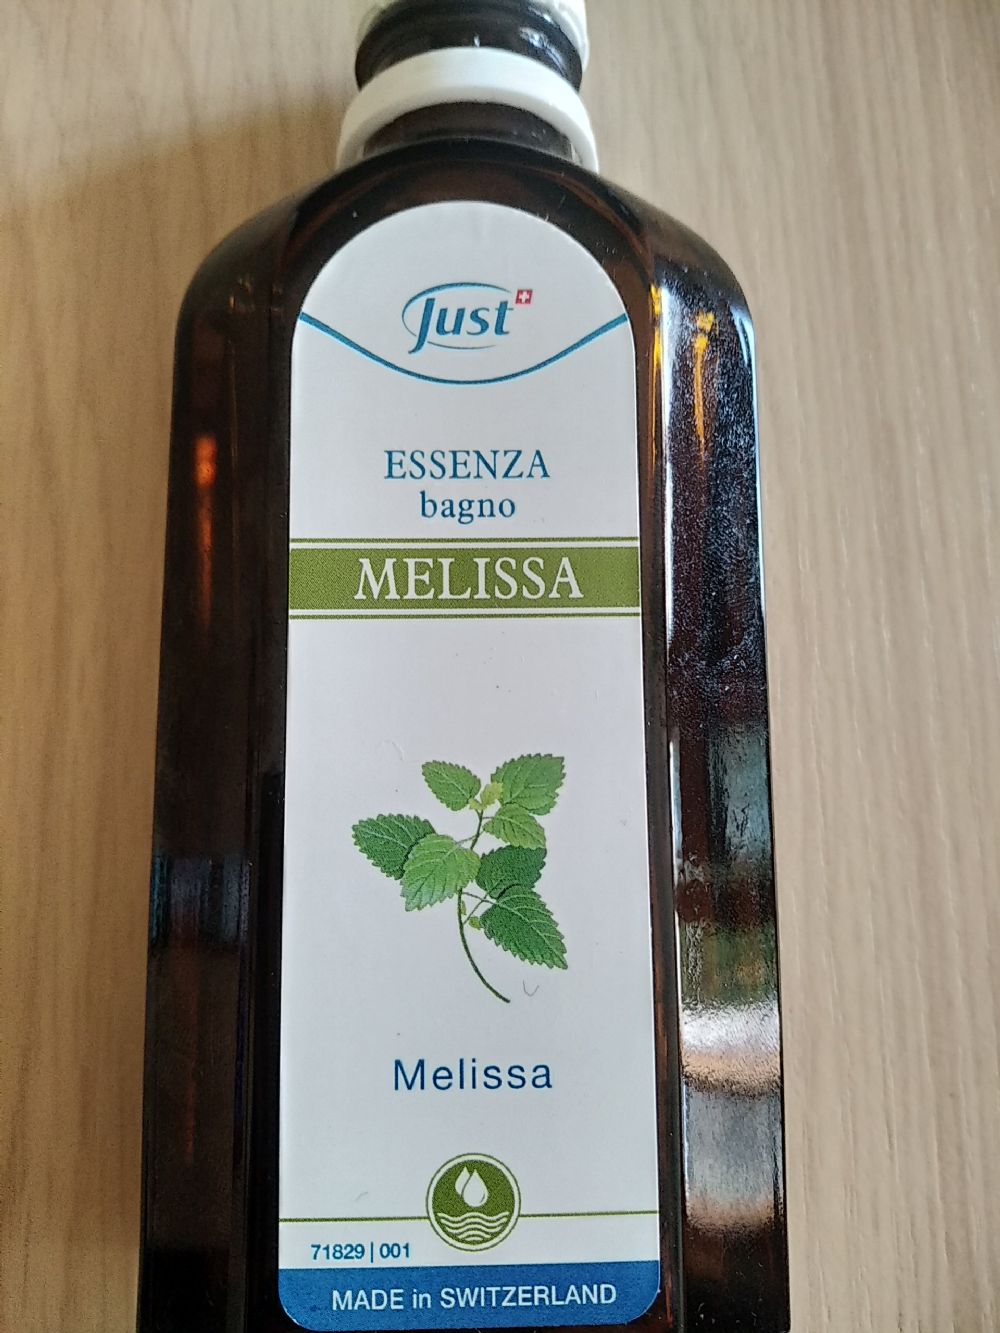 Just
ESSENZA
bagno
MELISSA
Melissa
71829 | 001
MADE in SWITZERLAND